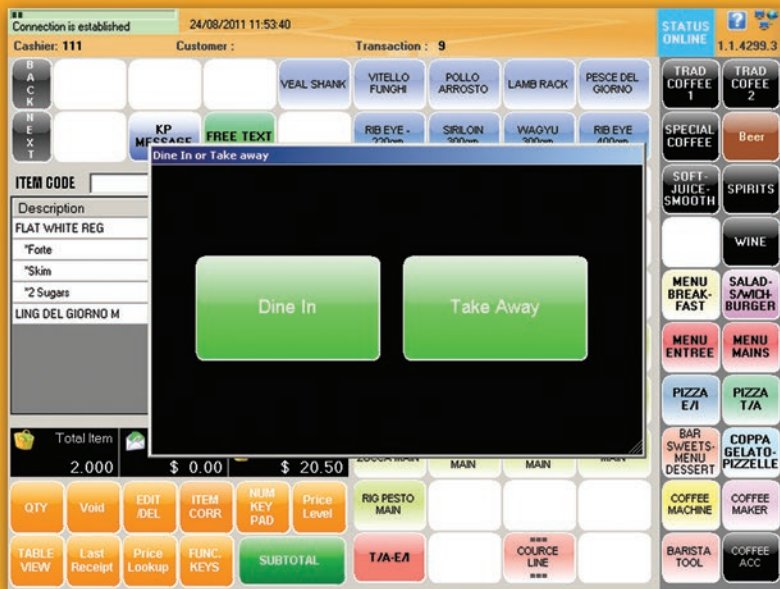 Connection is established
24/08/2011 11:53:40
Cashier: 111
Customer :
Transaction : 9
STATUS
ONLINE
?
1.1.4299.3
BACK
VEAL SHANK
VITELLO
FUNGHI
POLLO
ARROSTO
LAMB RACK
PESCE DEL
GIORNO
TRAD
COFFEE
1
TRAD
COFEE
2
NEXT
KP
MESSAGE
FREE TEXT
RIB EYE -
SIRILOIN
WAGYU
RIB EYE
SPECIAL
COFFEE
Beer
Dine In or Take away
ITEM CODE
Description
FLAT WHITE REG
"Forte
"Skim
"2 Sugars
LING DEL GIORNO M
Dine In
Take Away
SOFT-
JUICE-
SMOOTH
SPIRITS
WINE
MENU
BREAK-
FAST
SALAD-
S/WICH-
BURGER
MENU
ENTREE
MENU
MAINS
PIZZA
E/I
PIZZA
T/A
BAR
SWEETS-
MENU
DESSERT
COPPA
GELATO-
PIZZELLE
Total Item
2.000
$ 0.00
$ 20.50
MAIN
MAIN
QTY
Void
EDIT
/DEL
ITEM
CORR
NUM
KEY
PAD
Price
Level
RIG PESTO
MAIN
COFFEE
MACHINE
COFFEE
MAKER
TABLE
VIEW
Last
Receipt
Price
Lookup
FUNC.
KEYS
SUBTOTAL
T/A-E/I
===
COURCE
LINE
===
BARISTA
TOOL
COFFEE
ACC